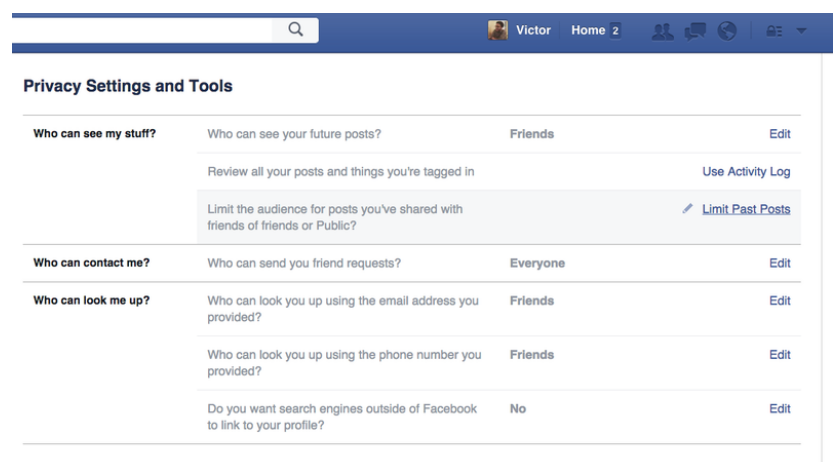 Victor Home 2
Privacy Settings and Tools
Who can see my stuff? Who can see your future posts? Friends Edit
Review all your posts and things you're tagged in Use Activity Log
Limit the audience for posts you've shared with Limit Past Posts
friends of friends or Public?
Who can contact me? Who can send you friend requests? Everyone Edit
Who can look me up? Who can look you up using the email address you Friends Edit
provided?
Who can look you up using the phone number you Friends Edit
provided?
Do you want search engines outside of Facebook No Edit
to link to your profile?